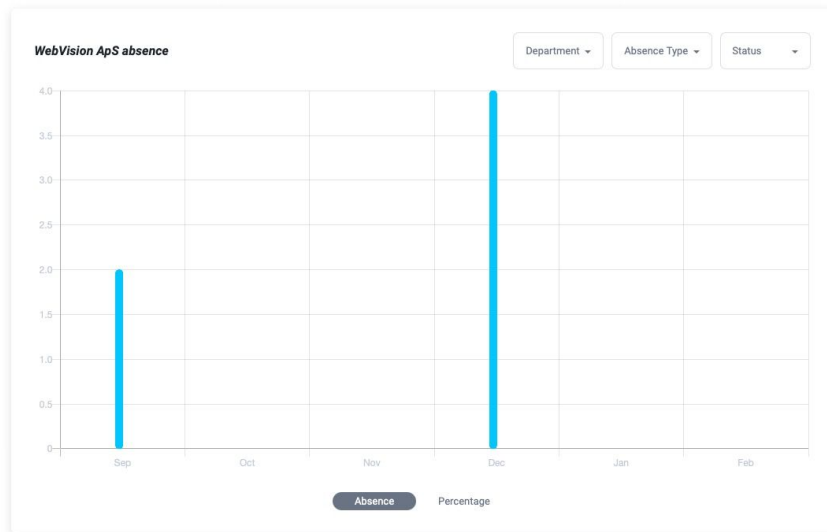 WebVision ApS absence
Department
Absence Type
Status
4.0
3.5
3.0
2.5
2.0
1.5
1.0
0.5
0
Sep Oct Nov Dec Jan Feb
Absence Percentage